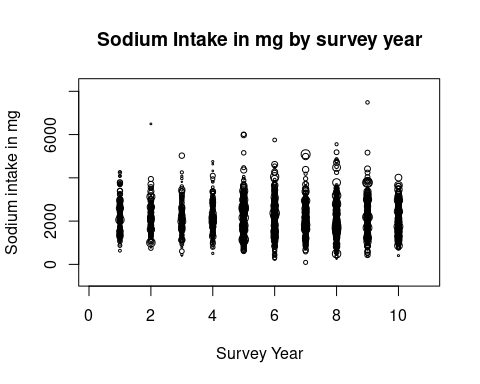 Sodium Intake in mg by survey year
Sodium intake in mg
6000
2000
0
0 2 4 6 8 10
Survey Year